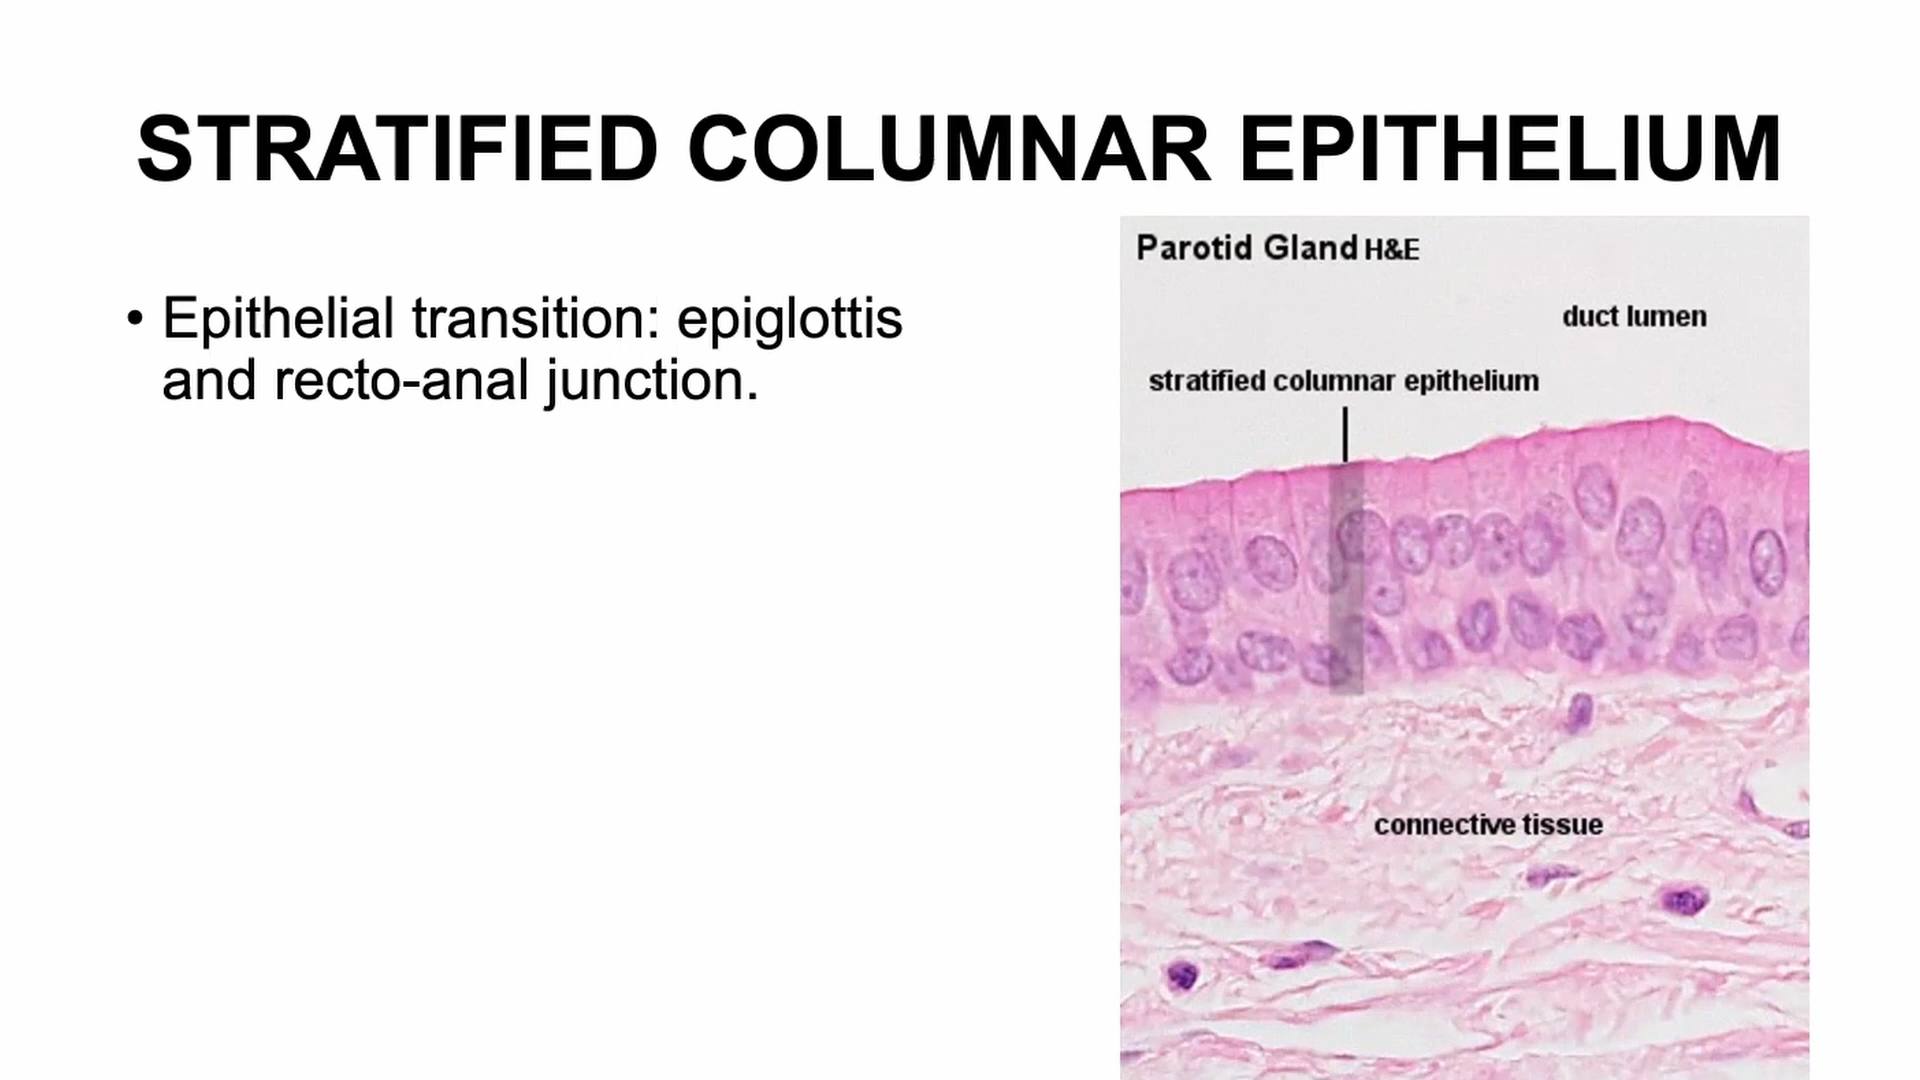 STRATIFIED COLUMNAR EPITHELIUM
• Epithelial transition: epiglottis
and recto-anal junction.
Parotid Gland H&E
duct lumen
stratified columnar epithelium
connective tissue